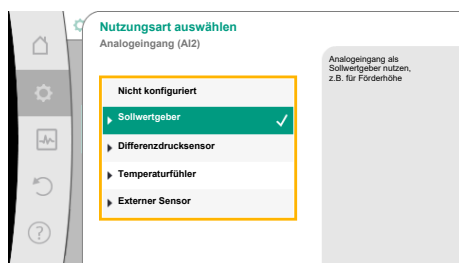 Nutzungsart auswählen
Analogeingang (AI2)
Nicht konfiguriert
Sollwertgeber
Differenzdrucksensor
Temperaturfühler
Externer Sensor
Analogeingang als
Sollwertgeber nutzen,
z.B. für Förderhöhe
?